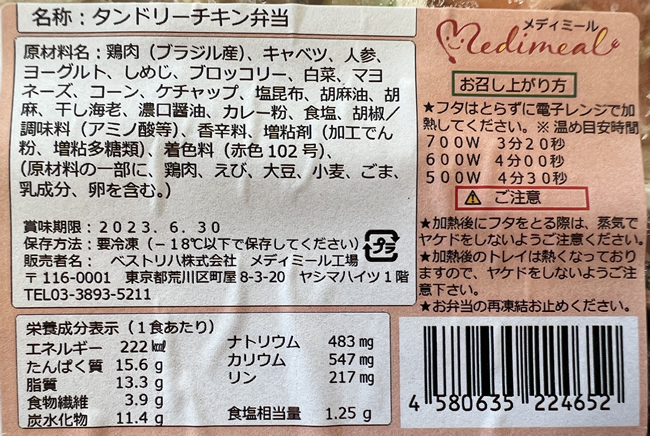 名称：タンドリーチキン弁当
原材料名：鶏肉（ブラジル産）、キャベツ、人参、
ヨーグルト、しめじ、ブロッコリー、白菜、マヨ
ネーズ、コーン、ケチャップ、塩昆布、胡麻油、胡
麻、干し海老、濃口醤油、カレー粉、食塩、胡椒／
調味料（アミノ酸等）、香辛料、増粘剤（加工でん
粉、増粘多糖類）、着色料（赤色102号）、
（原材料の一部に、鶏肉、えび、大豆、小麦、ごま、
乳成分、卵を含む。）
賞味期限：2023.6.30
保存方法：要冷凍（－18℃以下で保存してください）
販売者名： ベストリハ株式会社 メディミール工場
〒116-0001 東京都荒川区町屋8-3-20 ヤシマハイツ1階
TEL03-3893-5211
プラ
栄養成分表示（1食あたり）
エネルギー 222㎉
たんぱく質 15.6 g
脂質 13.3 g
食物繊維 3.9 g
炭水化物 11.4 g
ナトリウム 483 mg
カリウム 547 mg
リン 217 mg
食塩相当量 1.25 g
メディミール
Medimeal
お召し上がり方
★フタはとらずに電子レンジで加
熱してください。※温め目安時間
700W 3分20秒
600W 4分00秒
500W 4分30秒
⚠ ご注意
★加熱後にフタをとる際は、蒸気で
ヤケドをしないようご注意ください。
★加熱後のトレイは熱くなっており
ますので、ヤケドをしないようご注
意下さい。
★お弁当の再凍結お止めください。
4 580635 224652